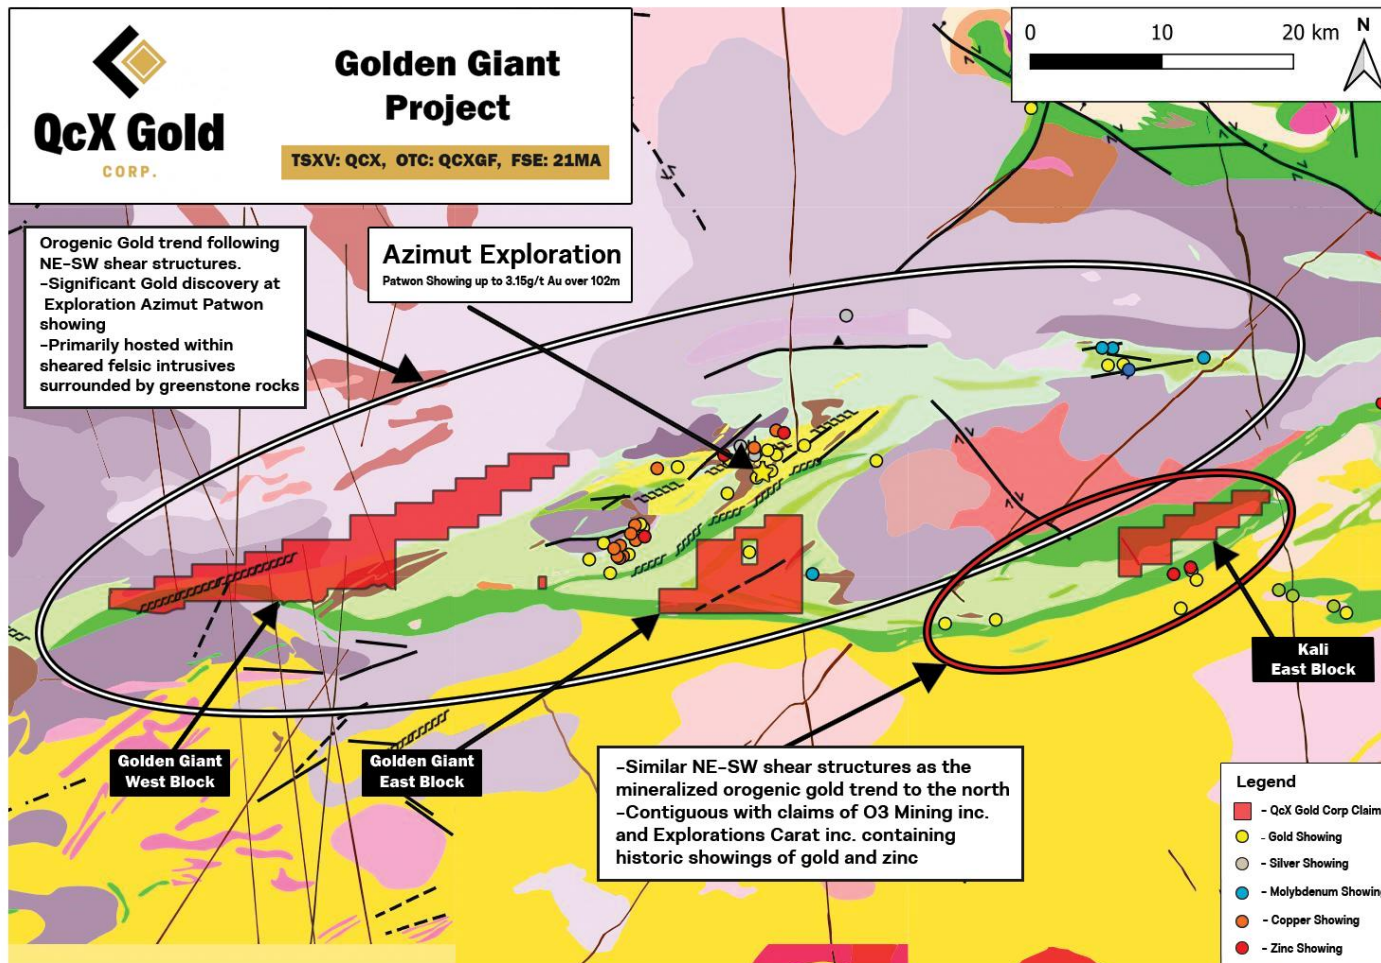 QcX Gold
CORP.
Golden Giant
Project
TSXV: QCX, OTC: QCXGF, FSE: 21MA
0 10 20 km
N
Orogenic Gold trend following
NE-SW shear structures.
-Significant Gold discovery at
Exploration Azimut Patwon
showing
-Primarily hosted within
sheared felsic intrusives
surrounded by greenstone rocks
Azimut Exploration
Patwon Showing up to 3.15g/t Au over 102m
Kali
East Block
Golden Giant
West Block
Golden Giant
East Block
-Similar NE-SW shear structures as the
mineralized orogenic gold trend to the north
-Contiguous with claims of O3 Mining inc.
and Explorations Carat inc. containing
historic showings of gold and zinc
Legend
- QcX Gold Corp Claim
- Gold Showing
- Silver Showing
- Molybdenum Showing
- Copper Showing
- Zinc Showing